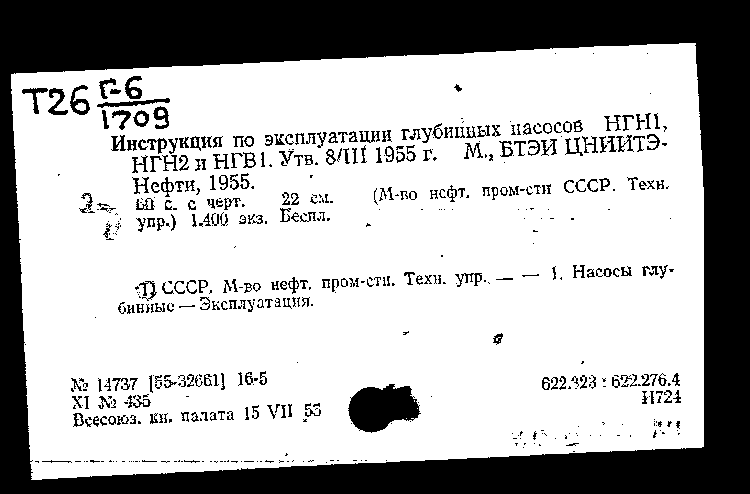 Т26 Г-6
1709
Инструкция по эксплуатации глубинных насосов НГН1,
НГН2 и НГВ1. Утв. 8/III 1955 г. М., БТЭИ ЦНИИТЭ-
Нефти, 1955.
60 с. с черт. 22 см. (М-во нефт. пром-сти СССР. Техн.
упр.) 1.400 экз. Беспл.
1) СССР. М-во нефт. пром-сти. Техн. упр. — — 1. Насосы глу-
бинные — Эксплуатация.
№ 14737 [55-32661] 16-5
XI № 435
Всесоюз. кн. палата 15 VII 55
622.323 : 622.276.4
И724